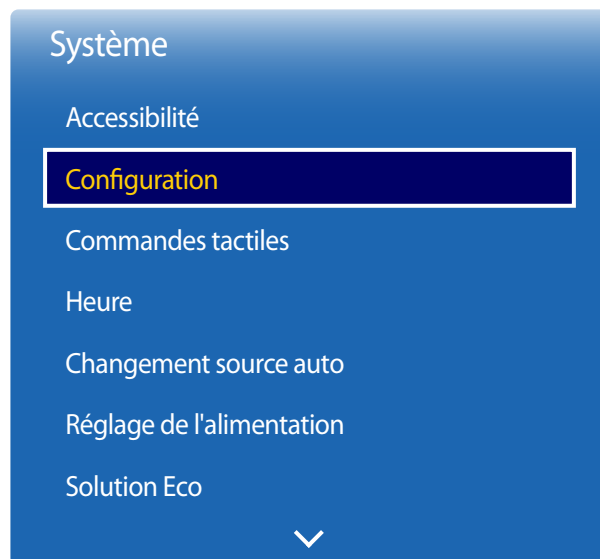 Système
Accessibilité
Configuration
Commandes tactiles
Heure
Changement source auto
Réglage de l'alimentation
Solution Eco